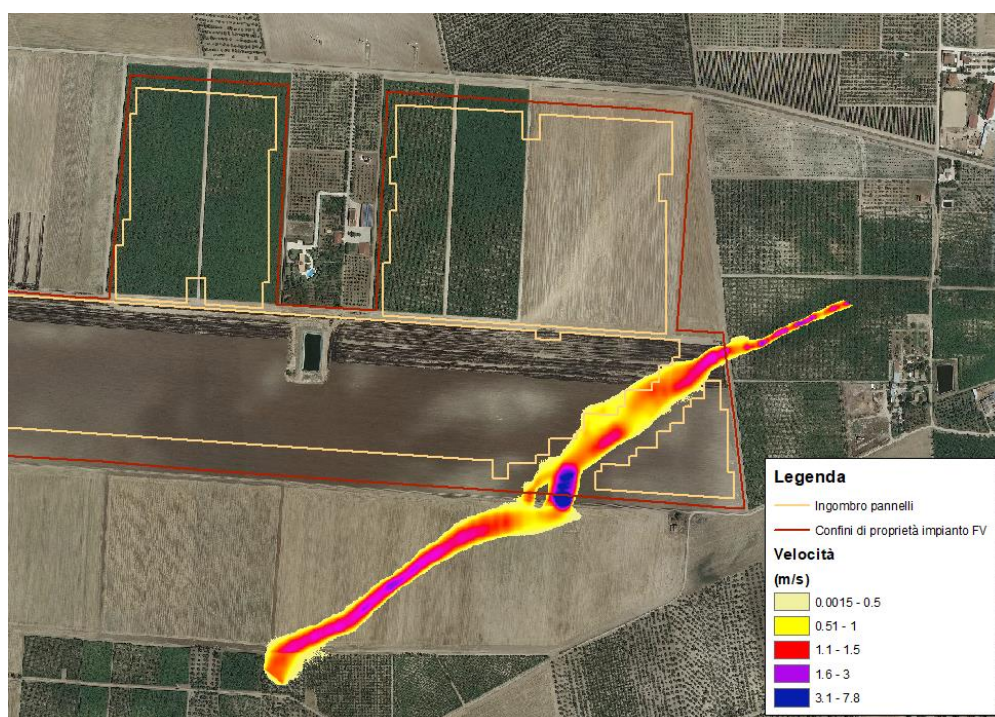 Legenda
Ingombro pannelli
Confini di proprietà impianto FV
Velocità
(m/s)
0.0015 - 0.5
0.51 - 1
1.1 - 1.5
1.6 - 3
3.1 - 7.8